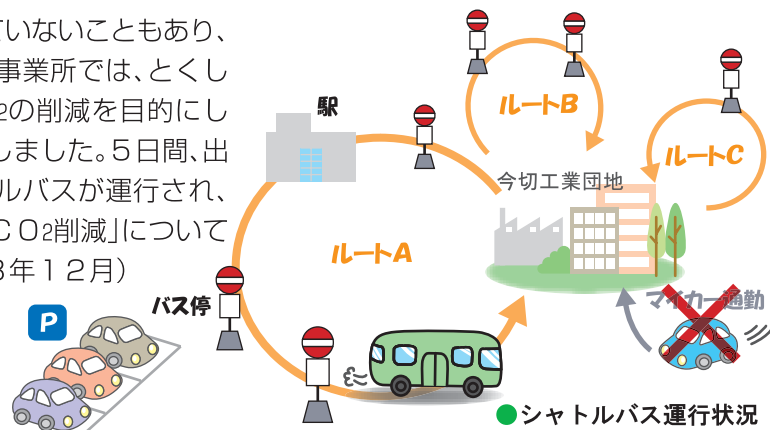 ていないこともあり、
事業所では、とくし
2の削減を目的にし
しました。5日間、出
ルバスが運行され、
CO2削減」について
年12月)
駅
ルートB
ルートC
今切工業団地
ルートA
バス停
P
マイカー通勤
●シャトルバス運行状況